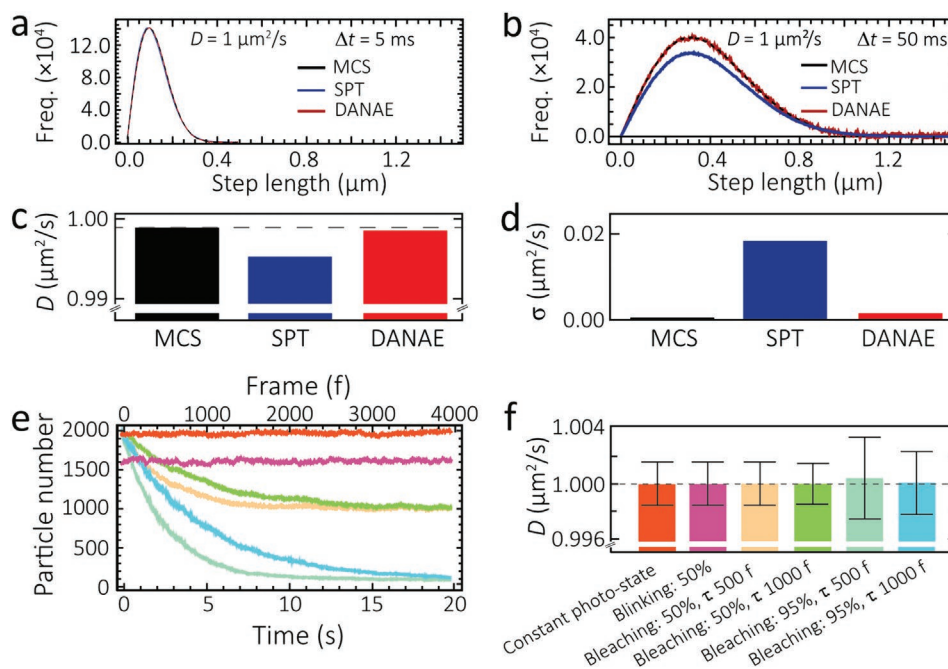 a
D = 1 μm²/s Δt = 5 ms
MCS
SPT
DANAE
Freq. (×10⁴)
12.0
8.0
4.0
0.0
0.0 0.4 0.8 1.2
Step length (μm)
b
D = 1 μm²/s Δt = 50 ms
MCS
SPT
DANAE
Freq. (×10⁴)
4.0
2.0
0.0
0.0 0.4 0.8 1.2
Step length (μm)
c
D (μm²/s)
1.00
0.99
MCS SPT DANAE
d
σ (μm²/s)
0.02
0.00
MCS SPT DANAE
e
Frame (f)
0 1000 2000 3000 4000
Particle number
2000
1500
1000
500
0
0 5 10 15 20
Time (s)
f
D (μm²/s)
1.004
1.000
0.996
Constant photo-state
Blinking: 50%
Bleaching: 50%, τ 500 f
Bleaching: 50%, τ 1000 f
Bleaching: 95%, τ 500 f
Bleaching: 95%, τ 1000 f